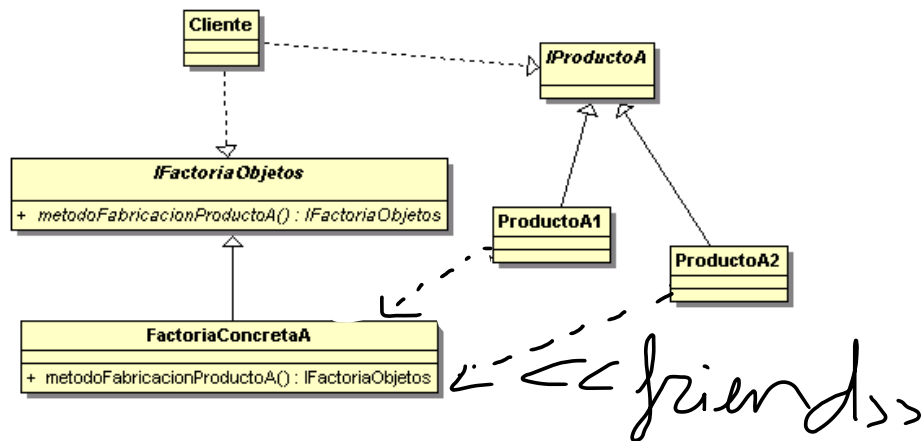 Cliente
IProductoA
IFactoriaObjetos
+ metodoFabricacionProductoA() : IFactoriaObjetos
ProductoA1
ProductoA2
FactoriaConcretaA
+ metodoFabricacionProductoA() : IFactoriaObjetos
<<friend>>